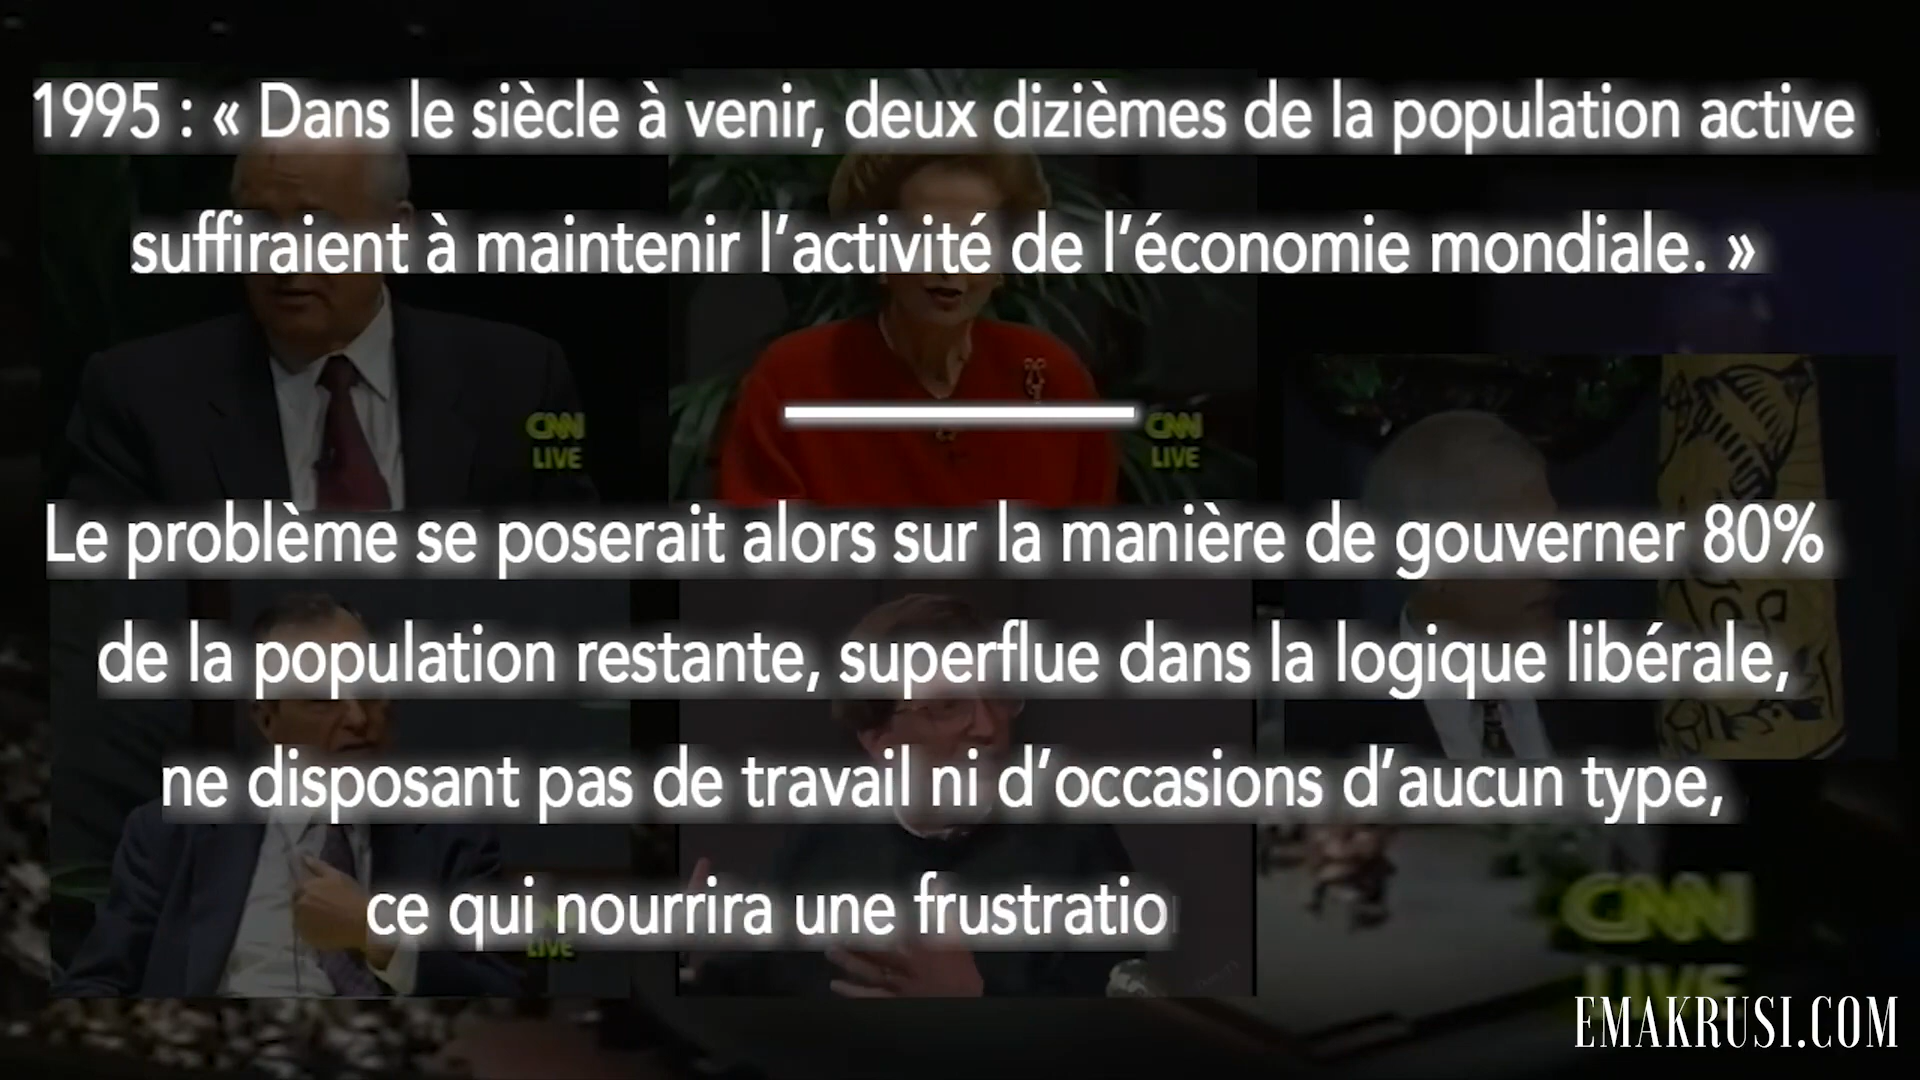 1995 : « Dans le siècle à venir, deux dixièmes de la population active
suffiraient à maintenir l’activité de l’économie mondiale. »
CNN
LIVE
CNN
LIVE
Le problème se poserait alors sur la manière de gouverner 80%
de la population restante, superflue dans la logique libérale,
ne disposant pas de travail ni d’occasions d’aucun type,
ce qui nourrira une frustratio
LIVE
CNN
LIVE
EMAKRUSI.COM